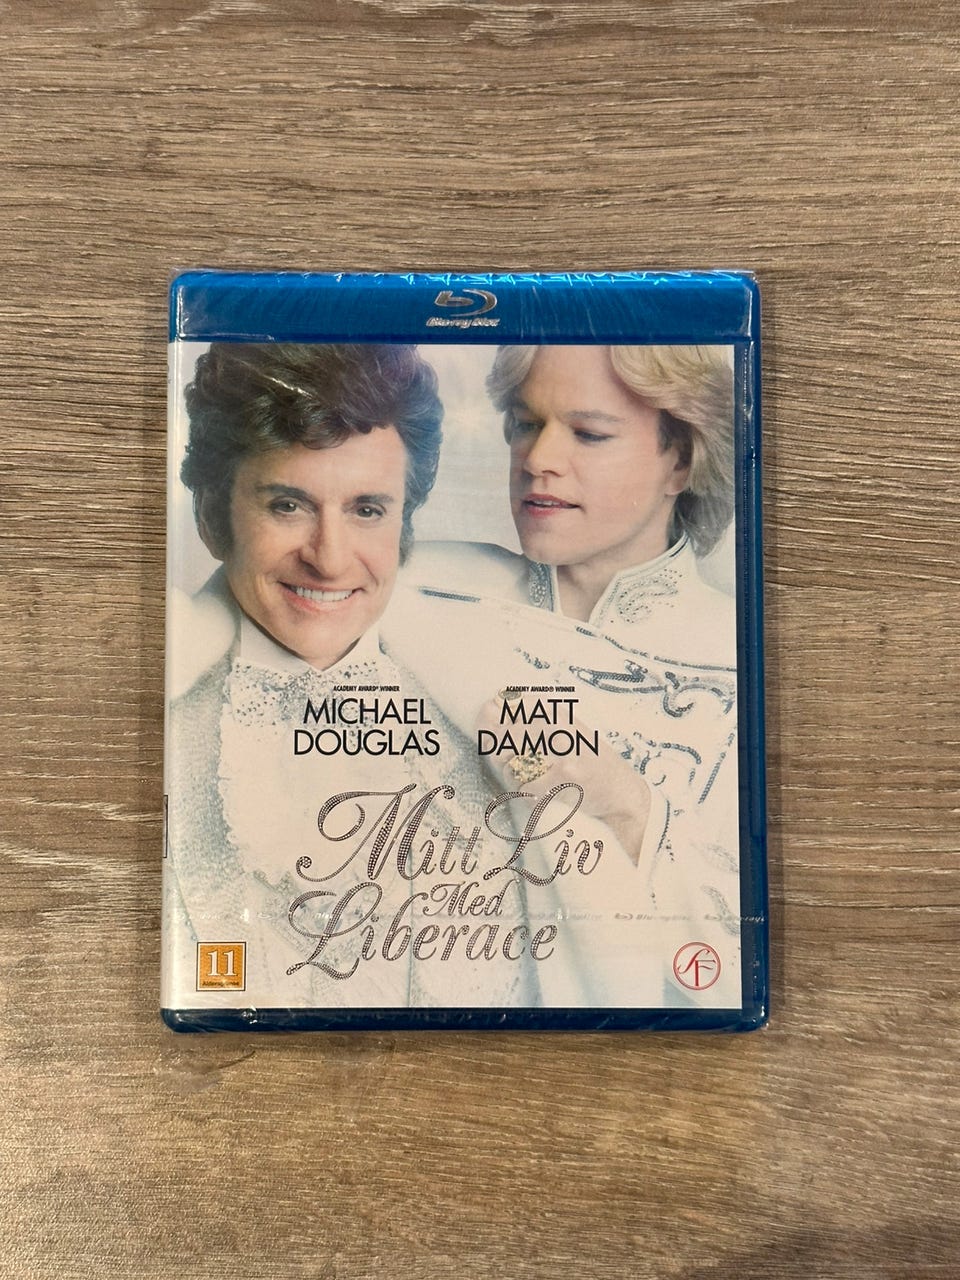 Blu-ray Disc
ACADEMY AWARD® WINNER
MICHAEL
DOUGLAS
ACADEMY AWARD® WINNER
MATT
DAMON
Mitt Liv
Med
Liberace
11
Aldersgrense
SF